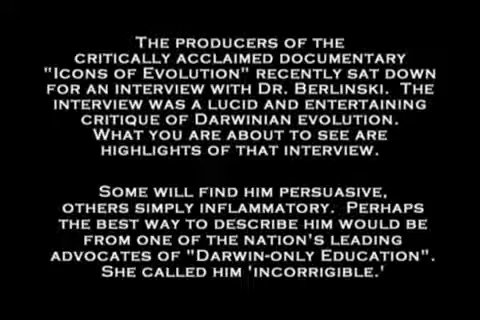 THE PRODUCERS OF THE
CRITICALLY ACCLAIMED DOCUMENTARY
"ICONS OF EVOLUTION" RECENTLY SAT DOWN
FOR AN INTERVIEW WITH DR. BERLINSKI. THE
INTERVIEW WAS A LUCID AND ENTERTAINING
CRITIQUE OF DARWINIAN EVOLUTION.
WHAT YOU ARE ABOUT TO SEE ARE
HIGHLIGHTS OF THAT INTERVIEW.
SOME WILL FIND HIM PERSUASIVE,
OTHERS SIMPLY INFLAMMATORY. PERHAPS
THE BEST WAY TO DESCRIBE HIM WOULD BE
FROM ONE OF THE NATION'S LEADING
ADVOCATES OF "DARWIN-ONLY EDUCATION".
SHE CALLED HIM 'INCORRIGIBLE.'